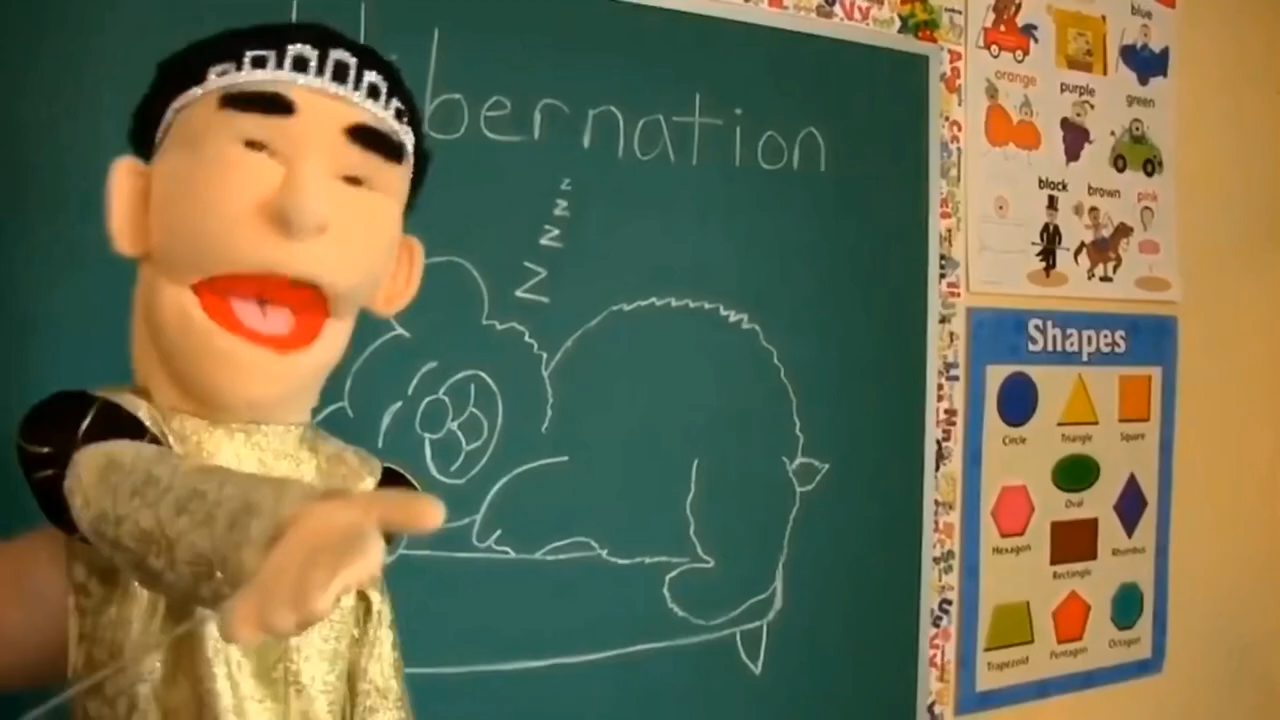 bernation
z
z
z
z
blue
orange
purple
green
black
brown
pink
Shapes
Circle
Triangle
Square
Oval
Hexagon
Rhombus
Rectangle
Trapezoid
Pentagon
Octagon